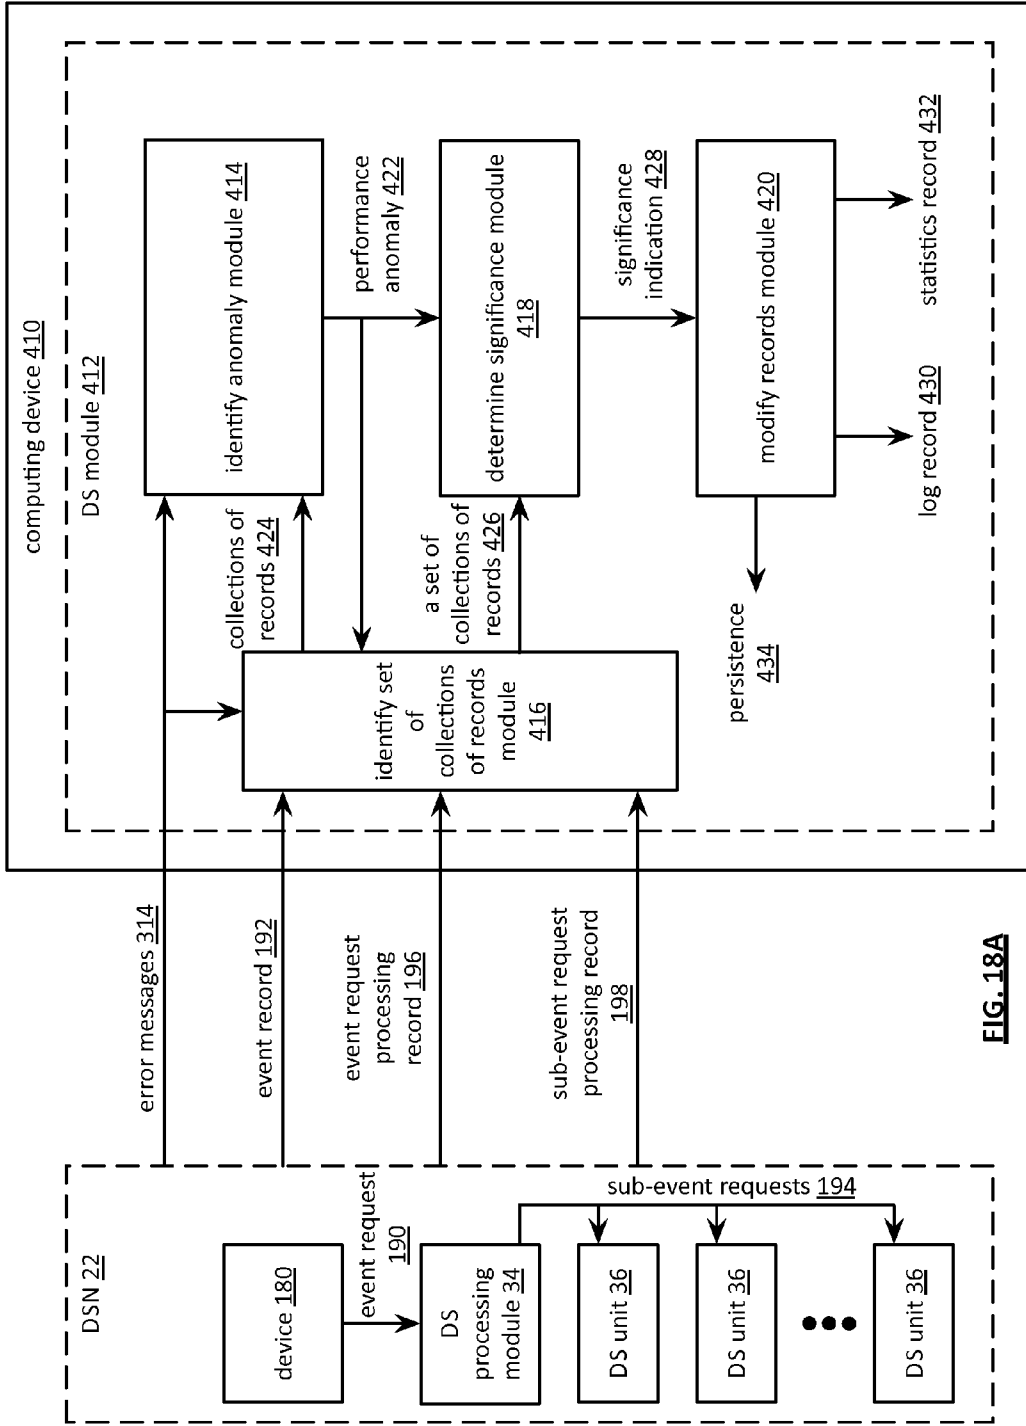 computing device 410
DS module 412
identify anomaly module 414
performance
anomaly 422
determine significance module
418
significance
indication 428
modify records module 420
statistics record 432
log record 430
persistence
434
collections of
records 424
a set of
collections of
records 426
identify set
of
collections
of records
module
416
error messages 314
event record 192
event request
processing
record 196
sub-event request
processing record
198
DSN 22
device 180
event request
190
DS
processing
module 34
sub-event requests 194
DS unit 36
DS unit 36
DS unit 36
FIG. 18A